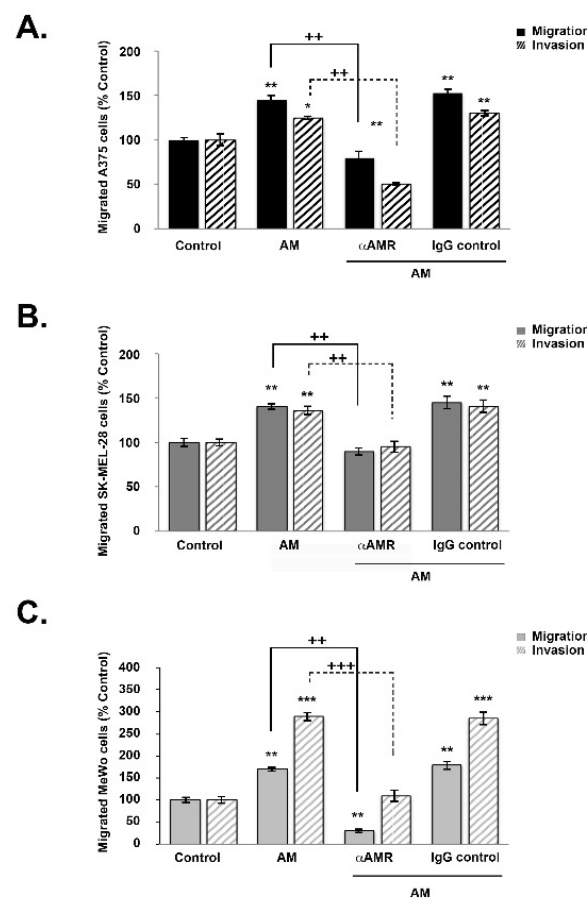 A.
Migration
Invasion
Migrated A375 cells (% Control)
200
150
100
50
0
++
++
**
*
**
**
**
Control
AM
αAMR
IgG control
AM
B.
Migration
Invasion
Migrated SK-MEL-28 cells (% Control)
200
150
100
50
0
++
++
**
**
**
**
Control
AM
αAMR
IgG control
AM
C.
Migration
Invasion
Migrated MeWo cells (% Control)
400
350
300
250
200
150
100
50
0
++
+++
**
***
**
**
***
Control
AM
αAMR
IgG control
AM